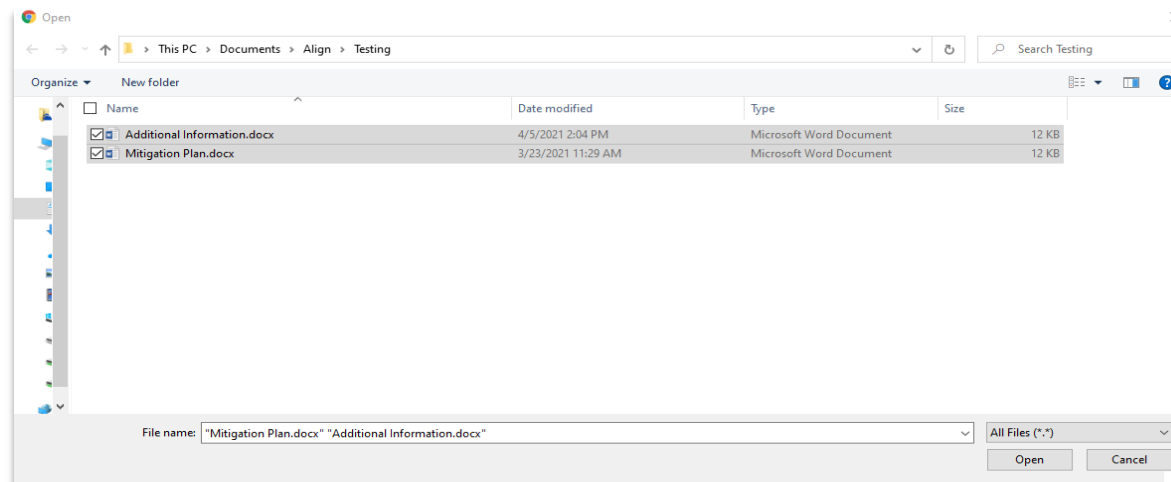 Open
This PC > Documents > Align > Testing
Search Testing
Organize
New folder
Name Date modified Type Size
Additional Information.docx 4/5/2021 2:04 PM Microsoft Word Document 12 KB
Mitigation Plan.docx 3/23/2021 11:29 AM Microsoft Word Document 12 KB
File name: "Mitigation Plan.docx" "Additional Information.docx" All Files (*.*)
Open Cancel